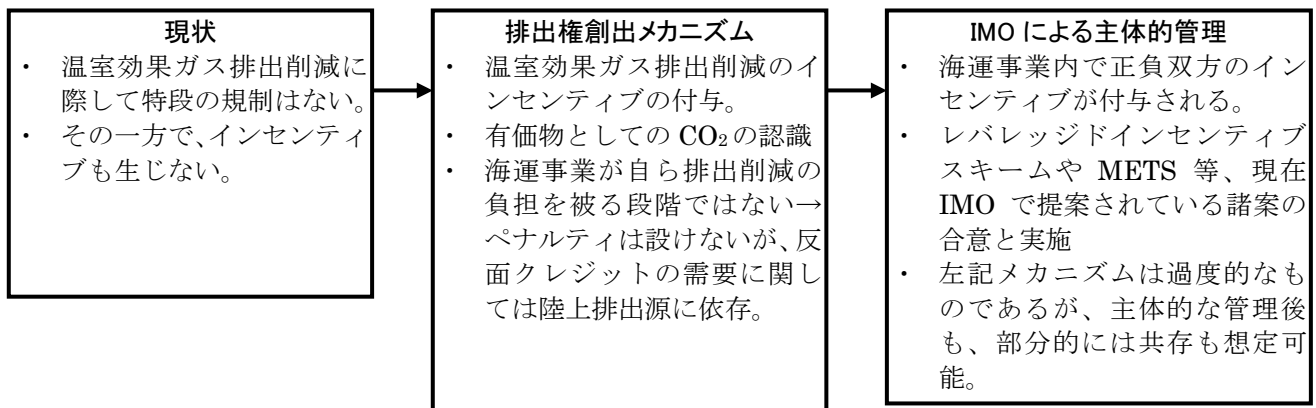 現状
・ 温室効果ガス排出削減に
際して特段の規制はない。
・ その一方で、インセンティ
ブも生じない。
排出権創出メカニズム
・ 温室効果ガス排出削減のイ
ンセンティブの付与。
・ 有価物としての CO₂の認識
・ 海運事業が自ら排出削減の
負担を被る段階ではない→
ペナルティは設けないが、反
面クレジットの需要に関し
ては陸上排出源に依存。
IMO による主体的管理
・ 海運事業内で正負双方のイン
センティブが付与される。
・ レバレッジドインセンティブ
スキームや METS 等、現在
IMO で提案されている諸案の
合意と実施
・ 左記メカニズムは過度的なも
のであるが、主体的な管理後
も、部分的には共存も想定可
能。